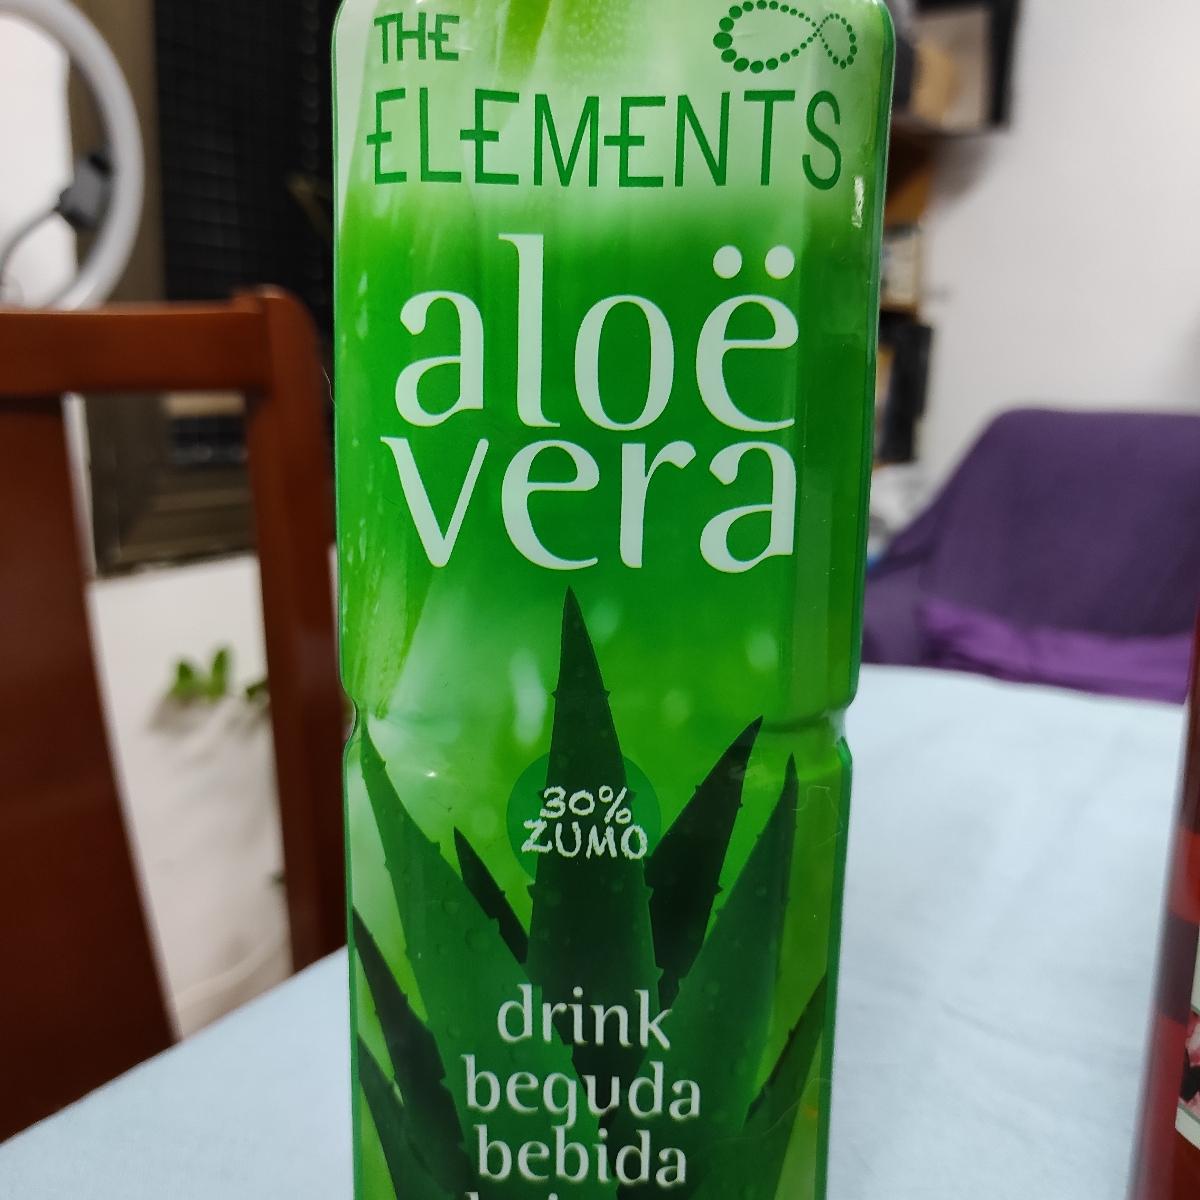 THE
ELEMENTS
aloë
vera
30%
ZUMO
drink
beguda
bebida